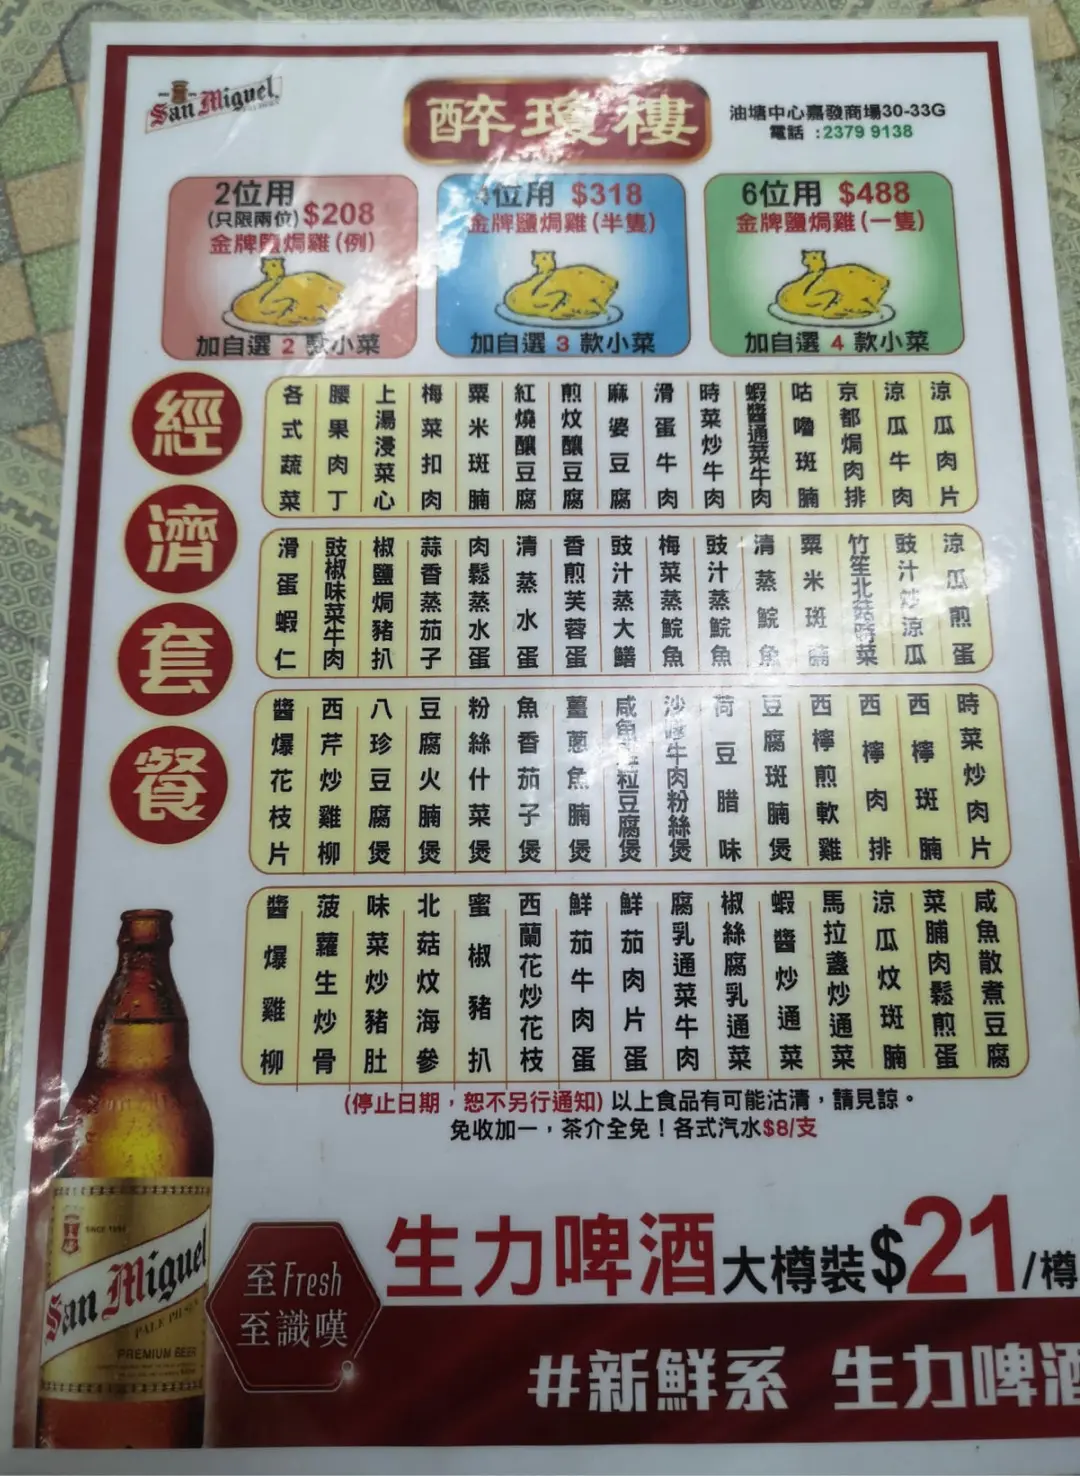 San Miguel
醉瓊樓
油塘中心嘉發商場30-33G
電話 :2379 9138
2位用
(只限兩位) $208
金牌鹽焗雞(例)
加自選 2 款小菜
4位用 $318
金牌鹽焗雞(半隻)
加自選 3 款小菜
6位用 $488
金牌鹽焗雞(一隻)
加自選 4 款小菜
經濟套餐
各式蔬菜
腰果肉丁
上湯浸菜心
梅菜扣肉
粟米斑腩
紅燒釀豆腐
煎炆釀豆腐
麻婆豆腐
滑蛋牛肉
時菜炒牛肉
蝦醬通菜牛肉
咕嚕斑腩
京都焗肉排
涼瓜牛肉
涼瓜肉片
滑蛋蝦仁
豉椒味菜牛肉
椒鹽焗豬扒
蒜香蒸茄子
肉鬆蒸水蛋
清蒸水蛋
香煎芙蓉蛋
豉汁蒸大鱔
梅菜蒸鯇魚
豉汁蒸鯇魚
清蒸鯇魚
粟米斑腩
竹笙北菇時菜
豉汁炒涼瓜
涼瓜煎蛋
醬爆花枝片
西芹炒雞柳
八珍豆腐煲
豆腐火腩煲
粉絲什菜煲
魚香茄子煲
薑蔥魚腩煲
咸魚粒豆腐煲
沙嗲牛肉粉絲煲
荷豆腊味
豆腐斑腩煲
西檸煎軟雞
西檸肉排
西檸斑腩
時菜炒肉片
醬爆雞柳
菠蘿生炒骨
味菜炒豬肚
北菇炆海參
蜜椒豬扒
西蘭花炒花枝
鮮茄牛肉蛋
鮮茄肉片蛋
腐乳通菜牛肉
椒絲腐乳通菜
蝦醬炒通菜
馬拉盞炒通菜
涼瓜炆斑腩
菜脯肉鬆煎蛋
咸魚散煮豆腐
(停止日期，恕不另行通知) 以上食品有可能沽清，請見諒。
免收加一，茶介全免！各式汽水$8/支
生力啤酒大樽裝$21/樽
至Fresh
至識嘆
#新鮮系 生力啤酒
SINCE 1890
San Miguel
PALE PILSEN
PREMIUM BEER